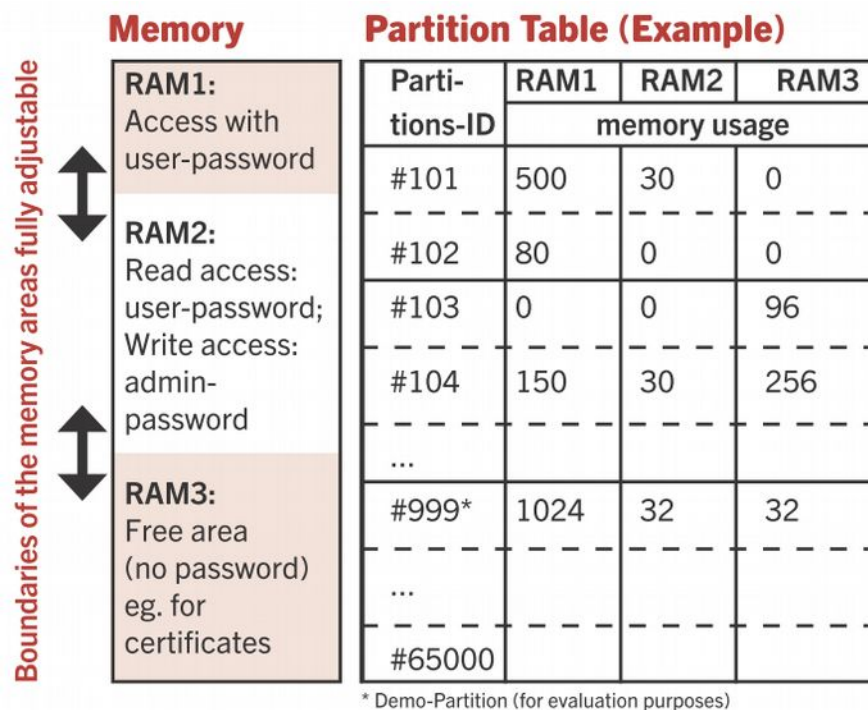 Boundaries of the memory areas fully adjustable
Memory
RAM1:
Access with
user-password
RAM2:
Read access:
user-password;
Write access:
admin-
password
RAM3:
Free area
(no password)
eg. for
certificates
Partition Table (Example)
Parti- RAM1 RAM2 RAM3
tions-ID memory usage
#101 500 30 0
#102 80 0 0
#103 0 0 96
#104 150 30 256
...
#999* 1024 32 32
...
#65000
* Demo-Partition (for evaluation purposes)